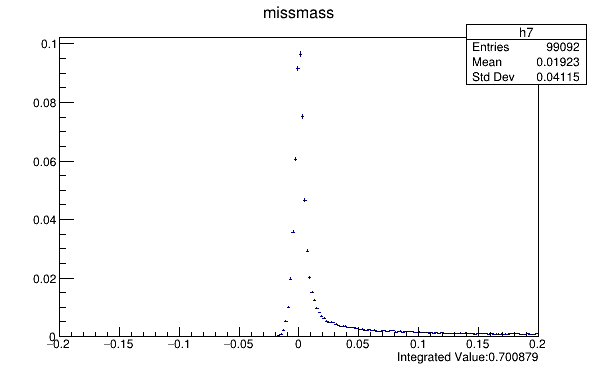 missmass
h7
Entries 99092
Mean 0.01923
Std Dev 0.04115
0.1
0.08
0.06
0.04
0.02
0
−0.2 −0.15 −0.1 −0.05 0 0.05 0.1 0.15 0.2
Integrated Value:0.700879